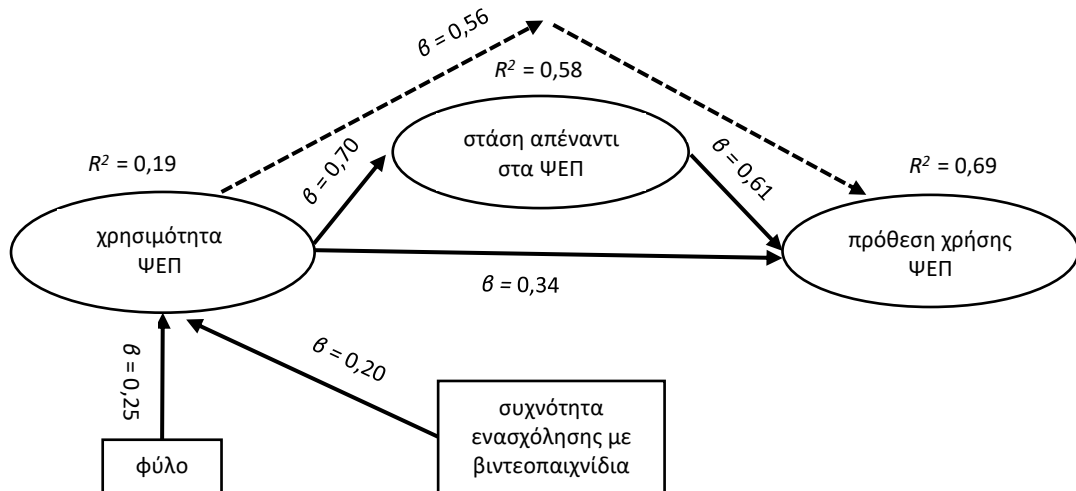 β = 0,56
R² = 0,58
στάση απέναντι
στα ΨΕΠ
R² = 0,19
β = 0,70
β = 0,61
R² = 0,69
χρησιμότητα
ΨΕΠ
πρόθεση χρήσης
ΨΕΠ
β = 0,34
β = 0,25
β = 0,20
συχνότητα
ενασχόλησης με
βιντεοπαιχνίδια
φύλο